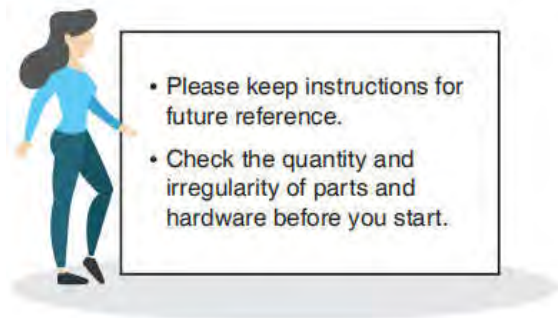 • Please keep instructions for
future reference.
• Check the quantity and
irregularity of parts and
hardware before you start.